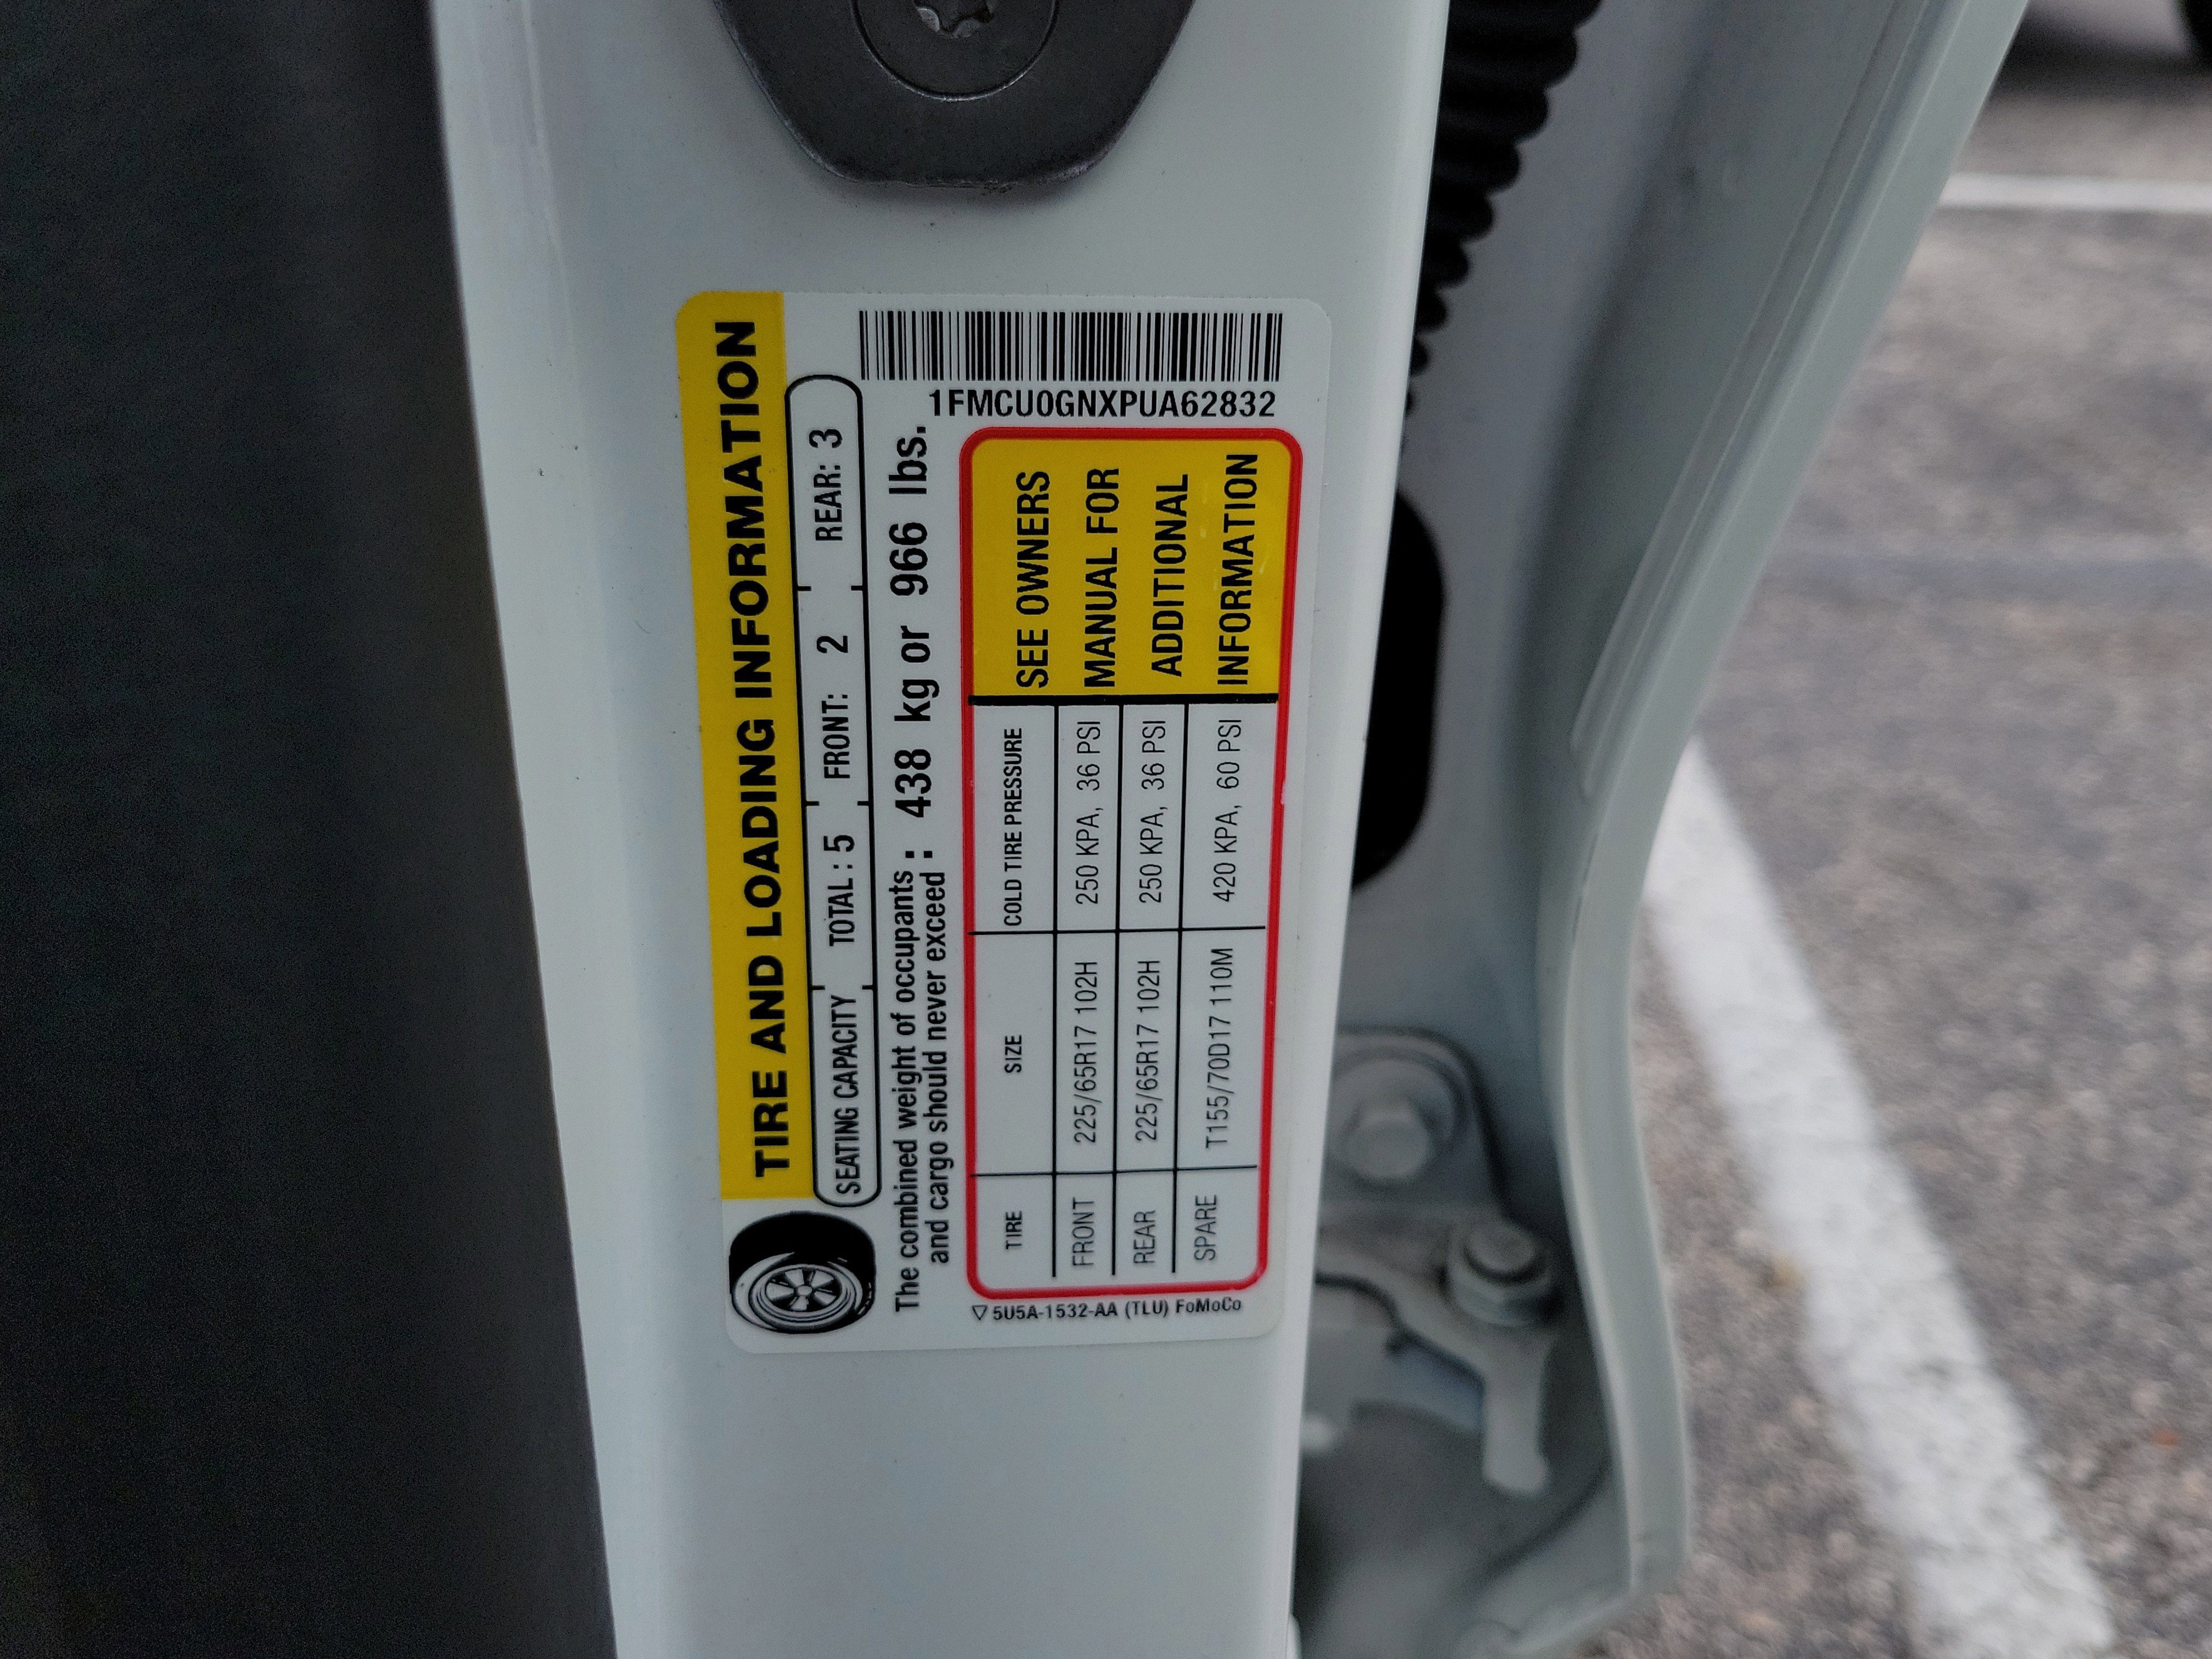 TIRE AND LOADING INFORMATION
SEATING CAPACITY TOTAL : 5 FRONT: 2 REAR: 3
The combined weight of occupants :
and cargo should never exceed : 438 kg or 966 lbs.
1FMCU0GNXPUA62832
TIRE SIZE COLD TIRE PRESSURE
FRONT 225/65R17 102H 250 KPA, 36 PSI
REAR 225/65R17 102H 250 KPA, 36 PSI
SPARE T155/70D17 110M 420 KPA, 60 PSI
SEE OWNERS
MANUAL FOR
ADDITIONAL
INFORMATION
5U5A-1532-AA (TLU) FoMoCo